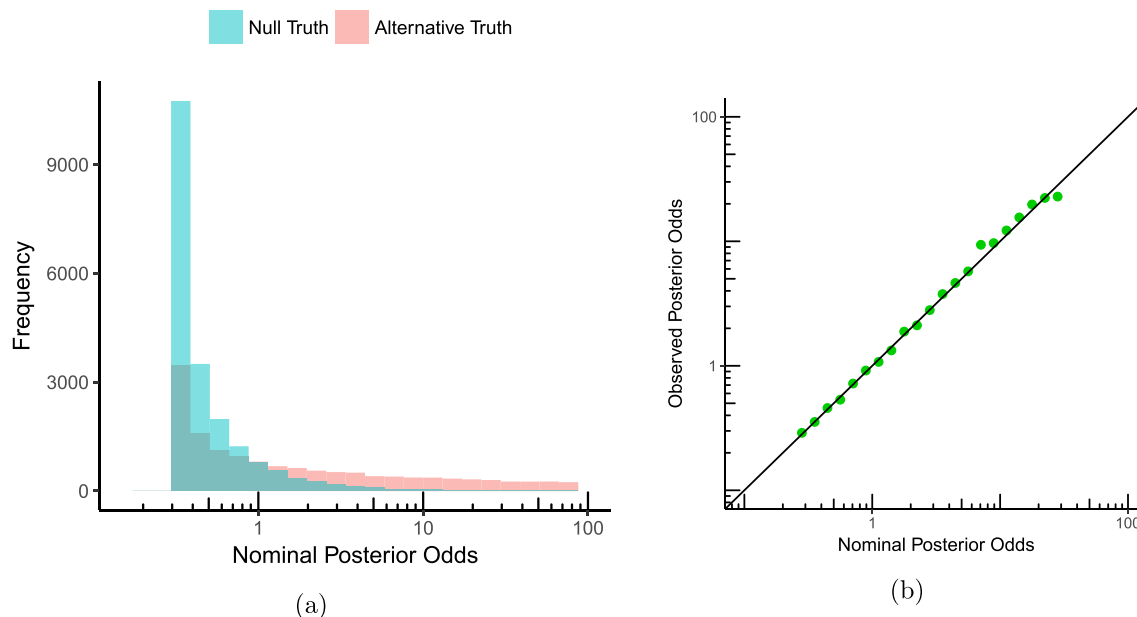 Null Truth Alternative Truth
9000
6000
3000
0
Frequency
1 10 100
Nominal Posterior Odds
(a)
100
1
Observed Posterior Odds
1 100
Nominal Posterior Odds
(b)